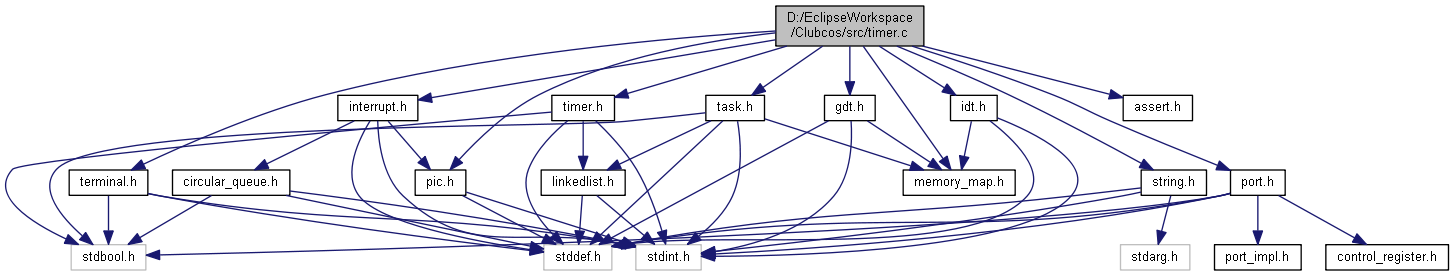 D:/EclipseWorkspace
/Clubcos/src/timer.c
interrupt.h
timer.h
task.h
gdt.h
idt.h
assert.h
terminal.h
circular_queue.h
pic.h
linkedlist.h
memory_map.h
string.h
port.h
stdbool.h
stddef.h
stdint.h
stdarg.h
port_impl.h
control_register.h